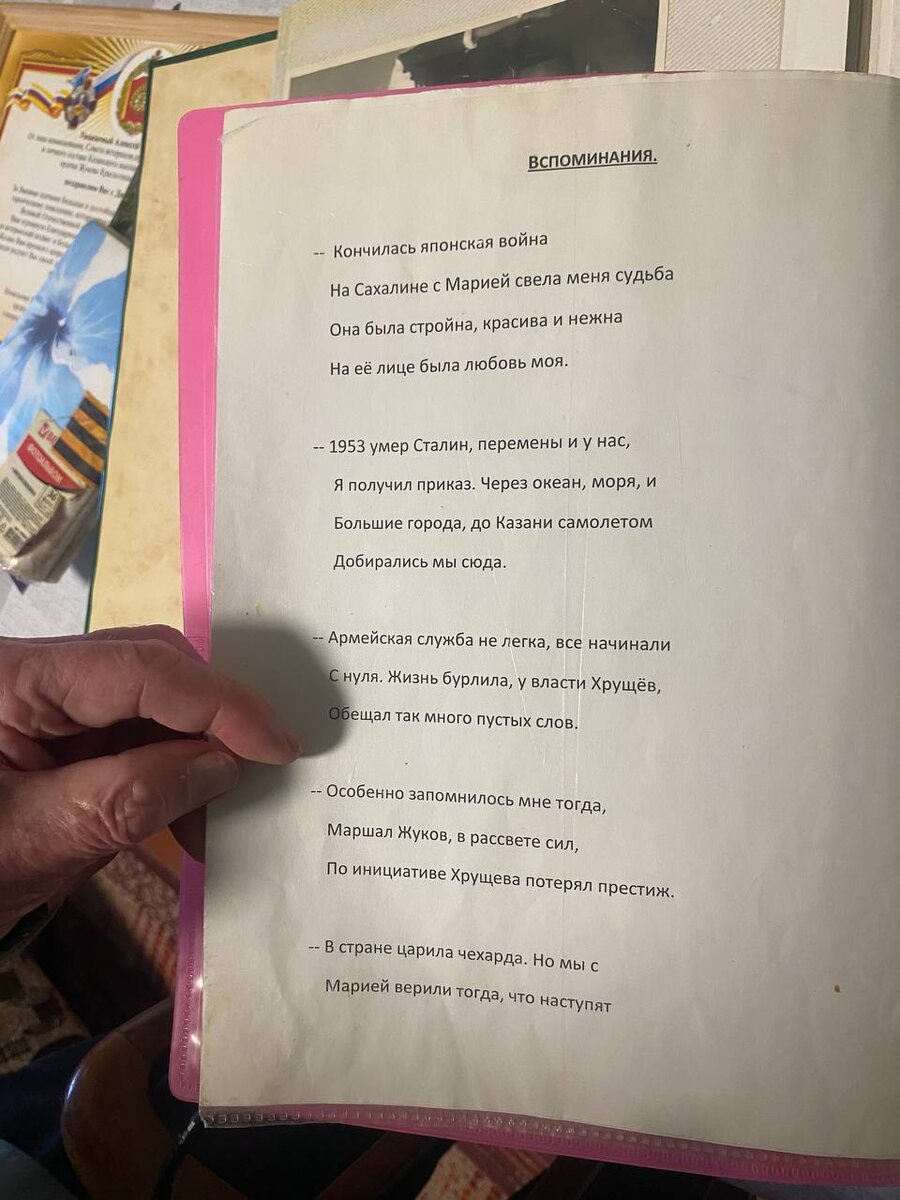 ВСПОМИНАНИЯ.
-- Кончилась японская война
На Сахалине с Марией свела меня судьба
Она была стройна, красива и нежна
На её лице была любовь моя.
-- 1953 умер Сталин, перемены и у нас,
Я получил приказ. Через океан, моря, и
Большие города, до Казани самолетом
Добирались мы сюда.
-- Армейская служба не легка, все начинали
С нуля. Жизнь бурлила, у власти Хрущёв,
Обещал так много пустых слов.
-- Особенно запомнилось мне тогда,
Маршал Жуков, в рассвете сил,
По инициативе Хрущева потерял престиж.
-- В стране царила чехарда. Но мы с
Марией верили тогда, что наступят
ФОТОАЛЬБОМ